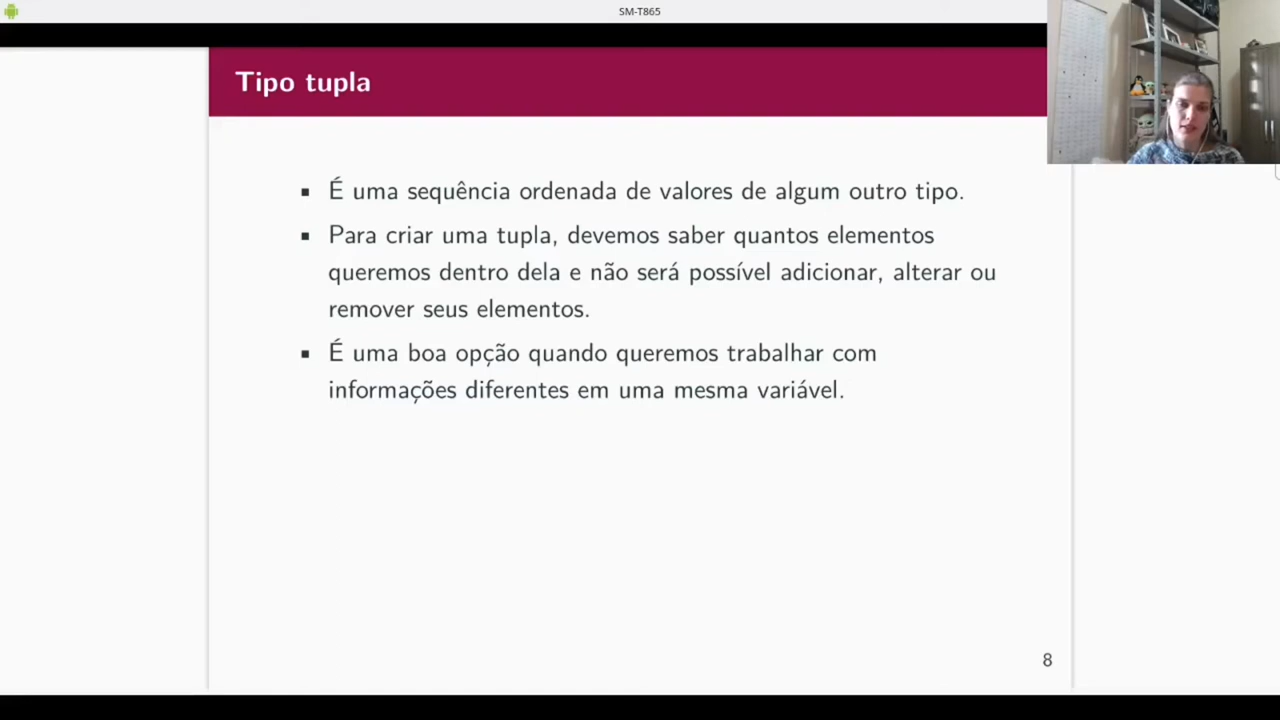 SM-T865
Tipo tupla
▪ É uma sequência ordenada de valores de algum outro tipo.
▪ Para criar uma tupla, devemos saber quantos elementos
queremos dentro dela e não será possível adicionar, alterar ou
remover seus elementos.
▪ É uma boa opção quando queremos trabalhar com
informações diferentes em uma mesma variável.
8